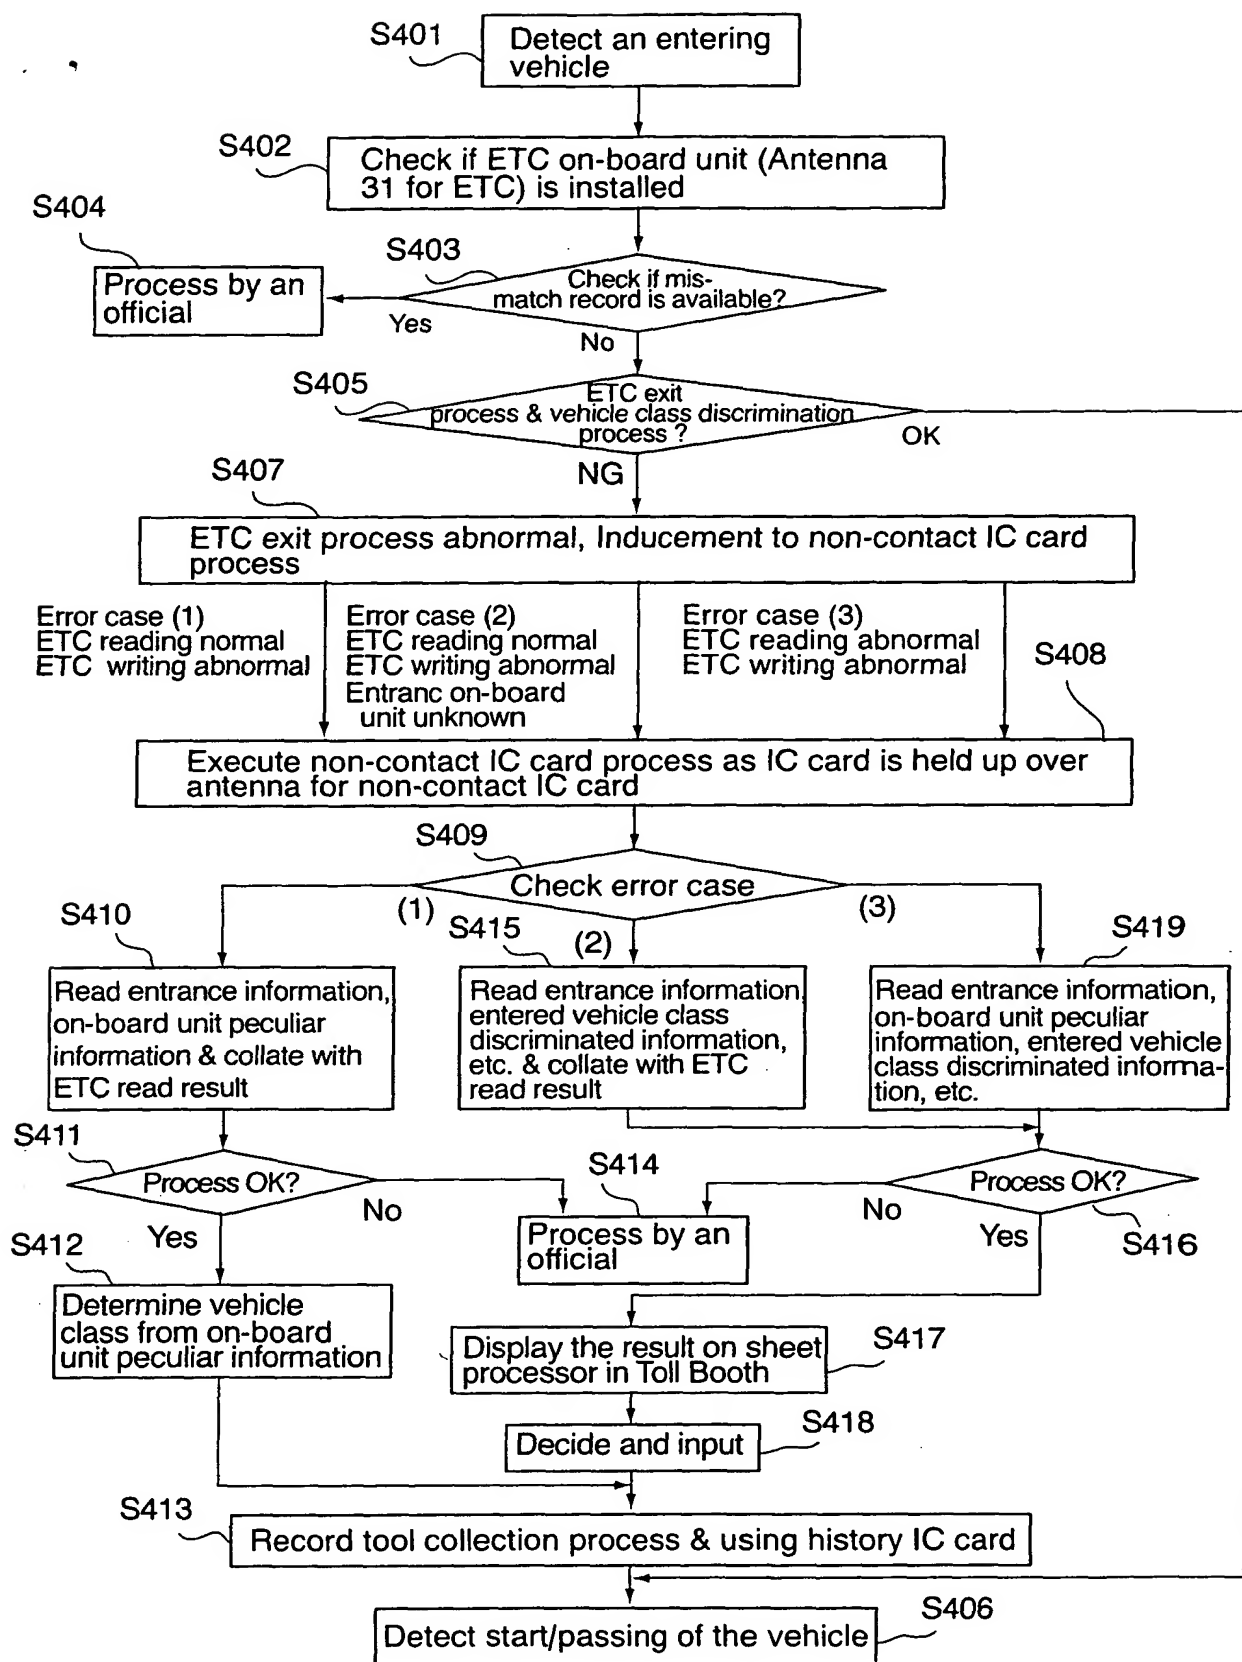 S401
Detect an entering
vehicle
S402
Check if ETC on-board unit (Antenna
31 for ETC) is installed
S404
Process by an
official
S403
Check if mis-
match record is available?
Yes
No
S405
ETC exit
process & vehicle class discrimination
process ?
OK
NG
S407
ETC exit process abnormal, Inducement to non-contact IC card
process
Error case (1)
ETC reading normal
ETC writing abnormal
Error case (2)
ETC reading normal
ETC writing abnormal
Entranc on-board
unit unknown
Error case (3)
ETC reading abnormal
ETC writing abnormal
S408
Execute non-contact IC card process as IC card is held up over
antenna for non-contact IC card
S409
Check error case
(1)
(2)
(3)
S410
Read entrance information,
on-board unit peculiar
information & collate with
ETC read result
S415
Read entrance information,
entered vehicle class
discriminated information,
etc. & collate with ETC
read result
S419
Read entrance information,
on-board unit peculiar
information, entered vehicle
class discriminated informa-
tion, etc.
S411
Process OK?
No
Yes
S414
Process by an
official
Process OK?
No
Yes
S416
S412
Determine vehicle
class from on-board
unit peculiar information
Display the result on sheet
processor in Toll Booth
S417
Decide and input
S418
S413
Record tool collection process & using history IC card
S406
Detect start/passing of the vehicle